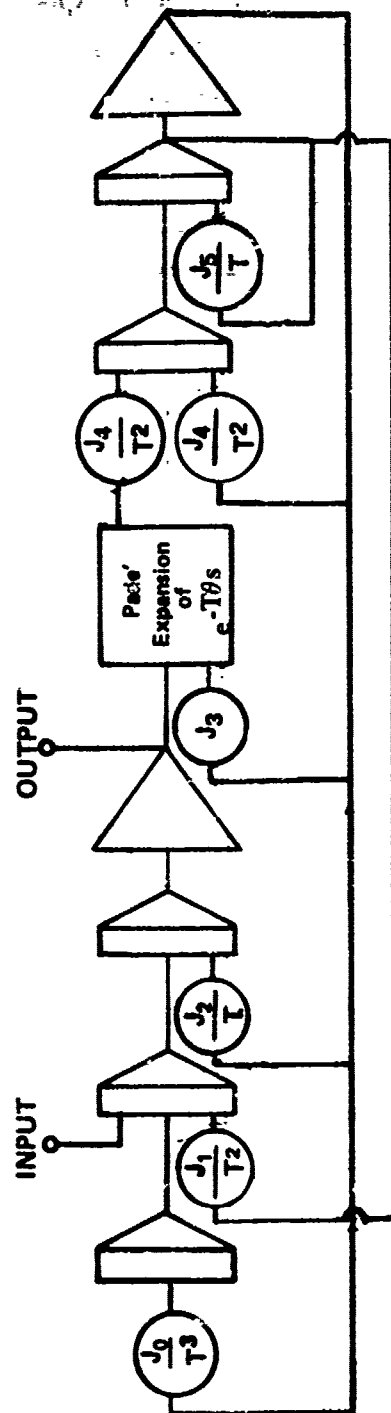 INPUT
OUTPUT
J0
T3
J1
T2
J2
T
J3
Pade'
Expansion
of
e-Tθs
J4
T2
J4
T2
J5
T